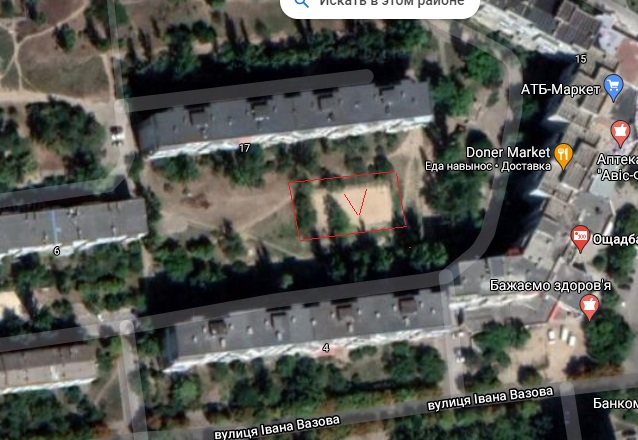 Искать в этом районе
15
АТБ-Маркет
17
Doner Market
Еда навынос • Доставка
Аптека
"Авіс-
V
6
Ощадба
Бажаємо здоров'я
4
вулиця Івана Вазова
вулиця Івана Вазова
Банком